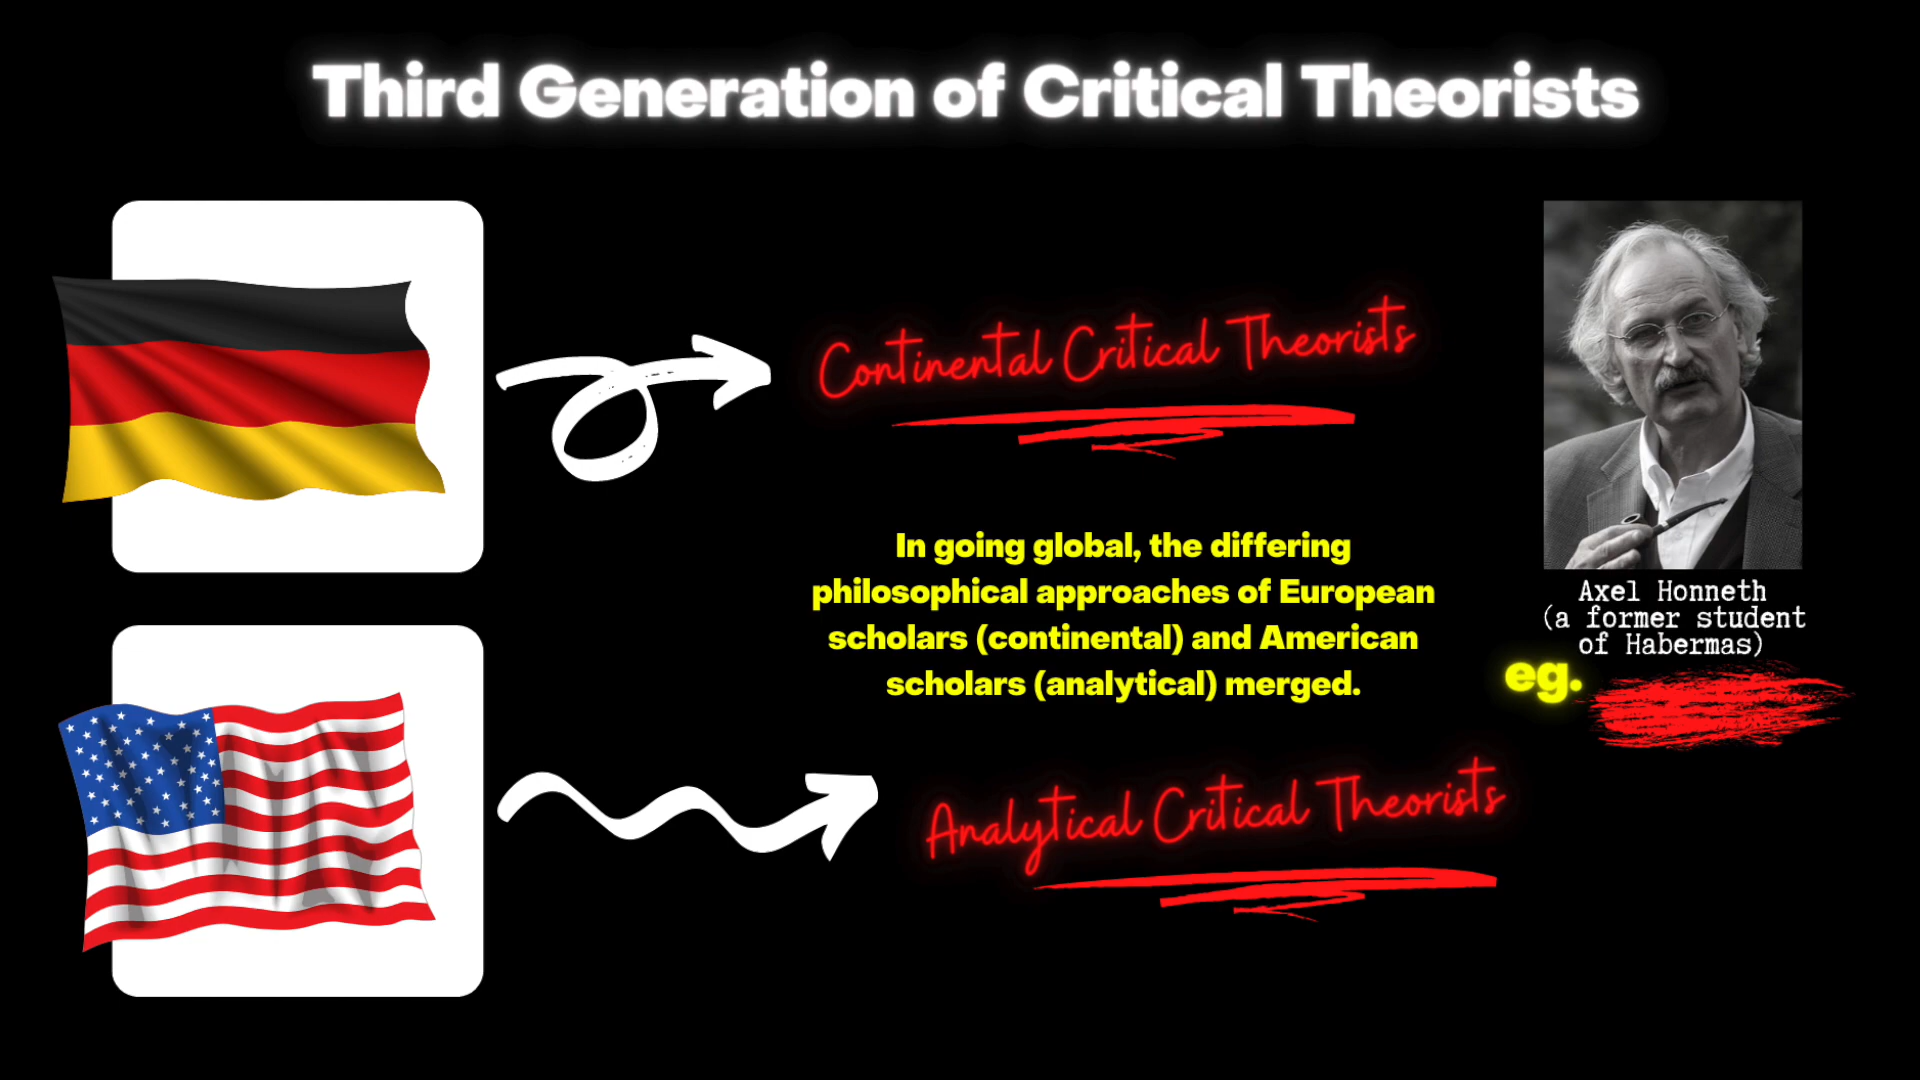 Third Generation of Critical Theorists
Continental Critical Theorists
In going global, the differing
philosophical approaches of European
scholars (continental) and American
scholars (analytical) merged.
Axel Honneth
(a former student
of Habermas)
eg.
Analytical Critical Theorists